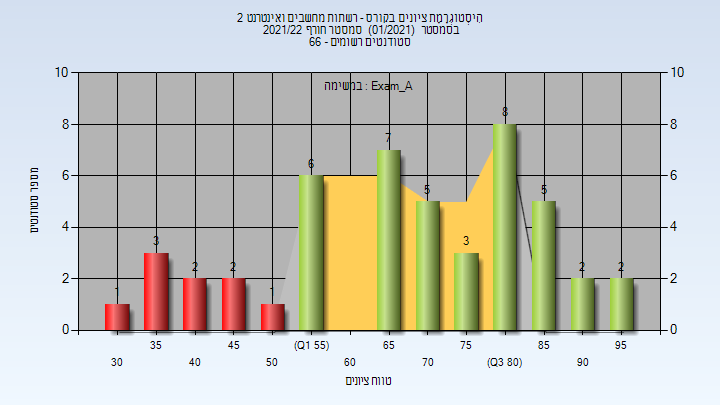 היסטוגרמת ציונים בקורס - רשתות מחשבים ואינטרנט 2
בסמסטר (01/2021) סמסטר חורף 2021/22
סטודנטים רשומים - 66
במשימה : Exam_A
10 10
8 8
6 6
4 4
2 2
0 0
מספר סטודנטים
1 3 2 2 1 6 7 5 3 8 5 2 2
35 45 (Q1 55) 65 75 85 95
30 40 50 60 70 (Q3 80) 90
טווח ציונים